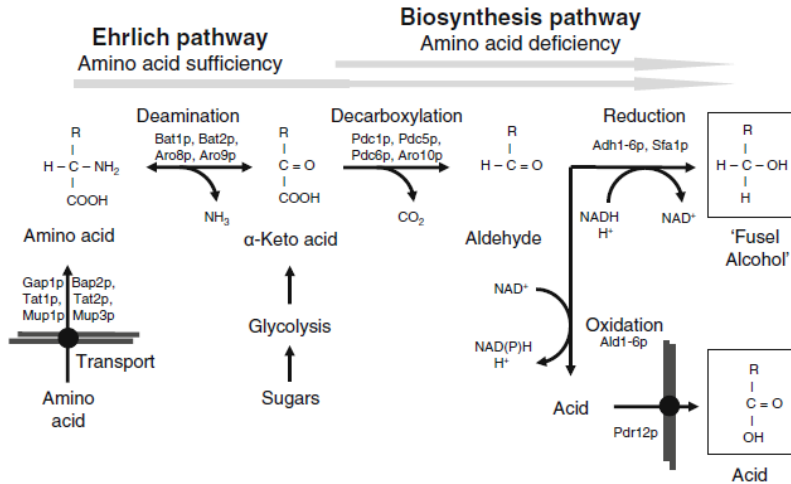 Ehrlich pathway
Amino acid sufficiency
Biosynthesis pathway
Amino acid deficiency
Deamination
Bat1p, Bat2p,
Aro8p, Aro9p
Decarboxylation
Pdc1p, Pdc5p,
Pdc6p, Aro10p
Reduction
Adh1-6p, Sfa1p
R
H – C – NH₂
COOH
Amino acid
NH₃
R
C = O
COOH
α-Keto acid
CO₂
H – C = O
Aldehyde
NADH
H⁺
NAD⁺
R
H – C – OH
H
'Fusel
Alcohol'
Gap1p Bap2p,
Tat1p, Tat2p,
Mup1p Mup3p
Transport
Amino
acid
Glycolysis
Sugars
NAD⁺
NAD(P)H
H⁺
Oxidation
Ald1-6p
Acid
Pdr12p
R
C = O
OH
Acid